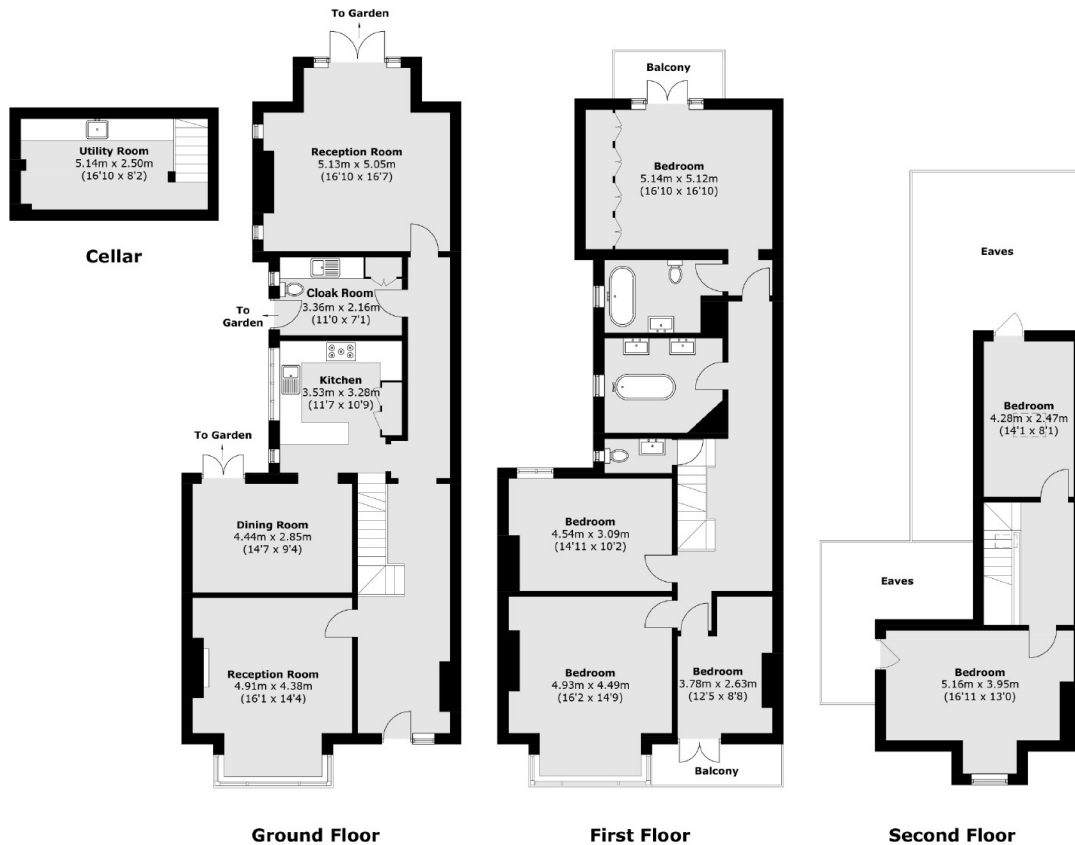 To Garden
Balcony
Utility Room
5.14m x 2.50m
(16'10 x 8'2)
Cellar
Reception Room
5.13m x 5.05m
(16'10 x 16'7)
Cloak Room
3.36m x 2.16m
(11'0 x 7'1)
To
Garden
Kitchen
3.53m x 3.28m
(11'7 x 10'9)
To Garden
Dining Room
4.44m x 2.85m
(14'7 x 9'4)
Reception Room
4.91m x 4.38m
(16'1 x 14'4)
Ground Floor
Bedroom
5.14m x 5.12m
(16'10 x 16'10)
Bedroom
4.54m x 3.09m
(14'11 x 10'2)
Bedroom
4.93m x 4.49m
(16'2 x 14'9)
Bedroom
3.78m x 2.63m
(12'5 x 8'8)
Balcony
First Floor
Eaves
Bedroom
4.28m x 2.47m
(14'1 x 8'1)
Eaves
Bedroom
5.16m x 3.95m
(16'11 x 13'0)
Second Floor